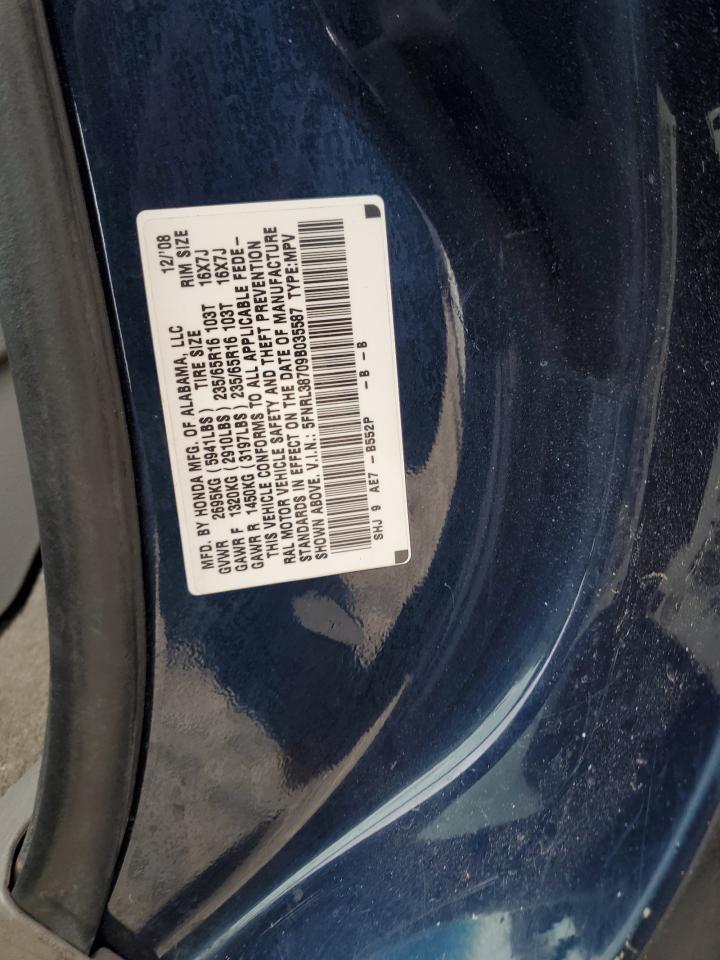 MFD. BY HONDA MFG. OF ALABAMA, LLC 12/'08
GVWR 2695KG (5941LBS) TIRE SIZE RIM SIZE
GAWR F 1320KG (2910LBS) 235/65R16 103T 16X7J
GAWR R 1450KG (3197LBS) 235/65R16 103T 16X7J
THIS VEHICLE CONFORMS TO ALL APPLICABLE FEDE-
RAL MOTOR VEHICLE SAFETY AND THEFT PREVENTION
STANDARDS IN EFFECT ON THE DATE OF MANUFACTURE
SHOWN ABOVE. V.I.N.: 5FNRL38709B035587 TYPE:MPV
SHJ 9 AE7 - B552P - B - B